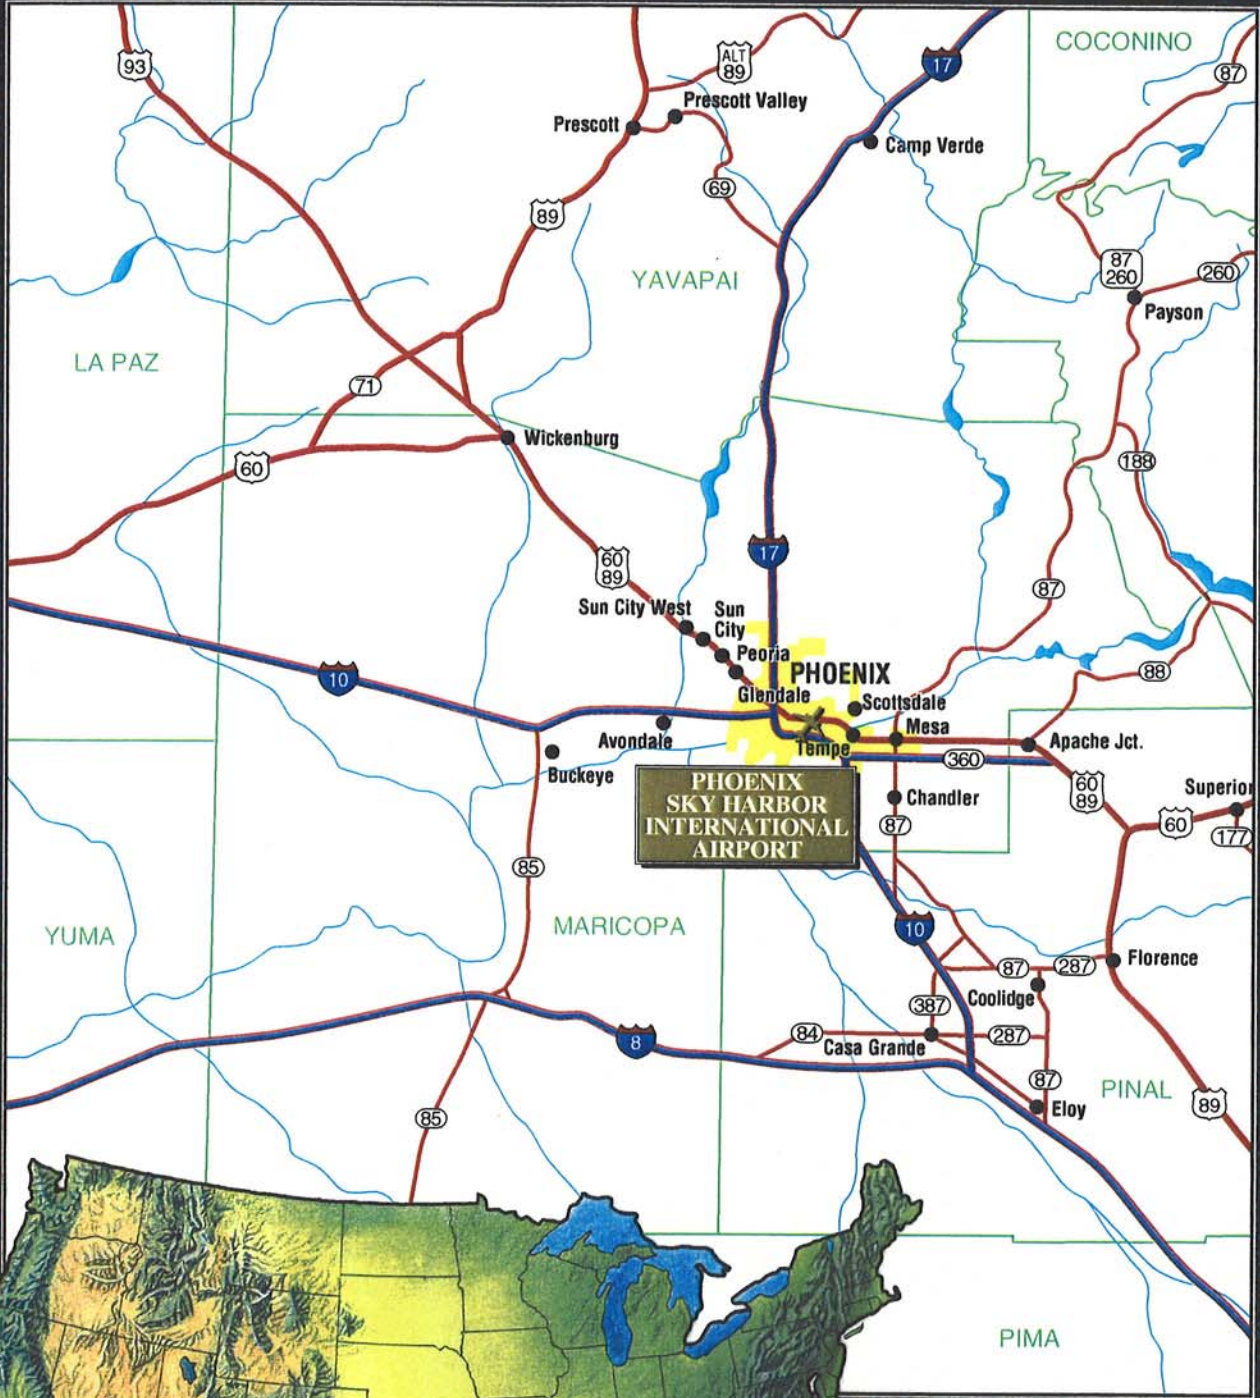 COCONINO
93
ALT
89
17
87
Prescott Valley
Prescott
Camp Verde
69
89
YAVAPAI
87
260
260
Payson
LA PAZ
71
Wickenburg
60
188
17
60
89
87
Sun City West
Sun
City
Peoria
PHOENIX
10
88
Glendale
Scottsdale
Mesa
Avondale
Tempe
Apache Jct.
Buckeye
360
PHOENIX
SKY HARBOR
INTERNATIONAL
AIRPORT
60
89
Superior
Chandler
87
60
177
85
YUMA
MARICOPA
10
Florence
87
287
Coolidge
387
84
287
8
Casa Grande
87
PINAL
Eloy
89
85
PIMA